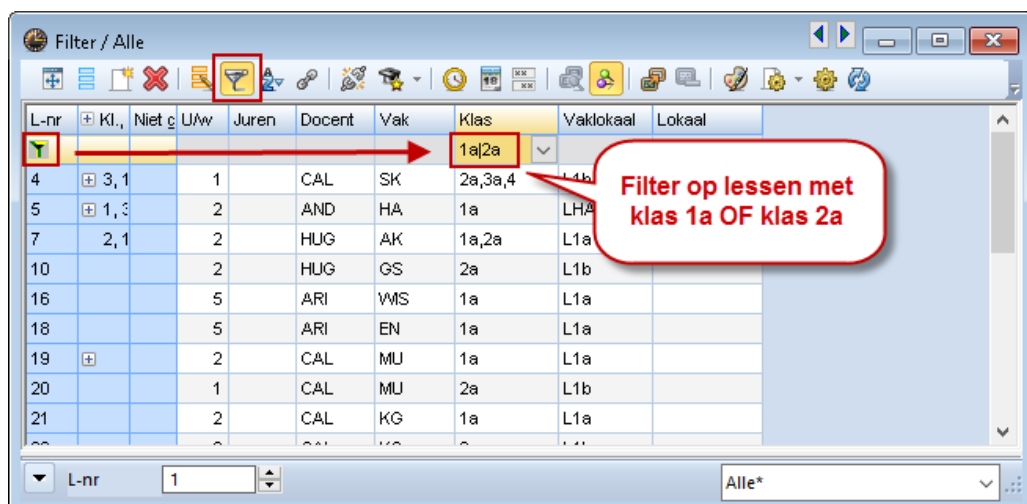 Filter / Alle
L-nr Kl., Niet g U/w Juren Docent Vak Klas Vaklokaal Lokaal
1a|2a
4 3, 1 1 CAL SK 2a,3a,4 L1b
5 1, 3 2 AND HA 1a LHA
7 2, 1 2 HUG AK 1a,2a L1a
10 2 HUG GS 2a L1b
16 5 ARI WIS 1a L1a
18 5 ARI EN 1a L1a
19 2 CAL MU 1a L1a
20 1 CAL MU 2a L1b
21 2 CAL KG 1a L1a
Filter op lessen met
klas 1a OF klas 2a
L-nr 1 Alle*